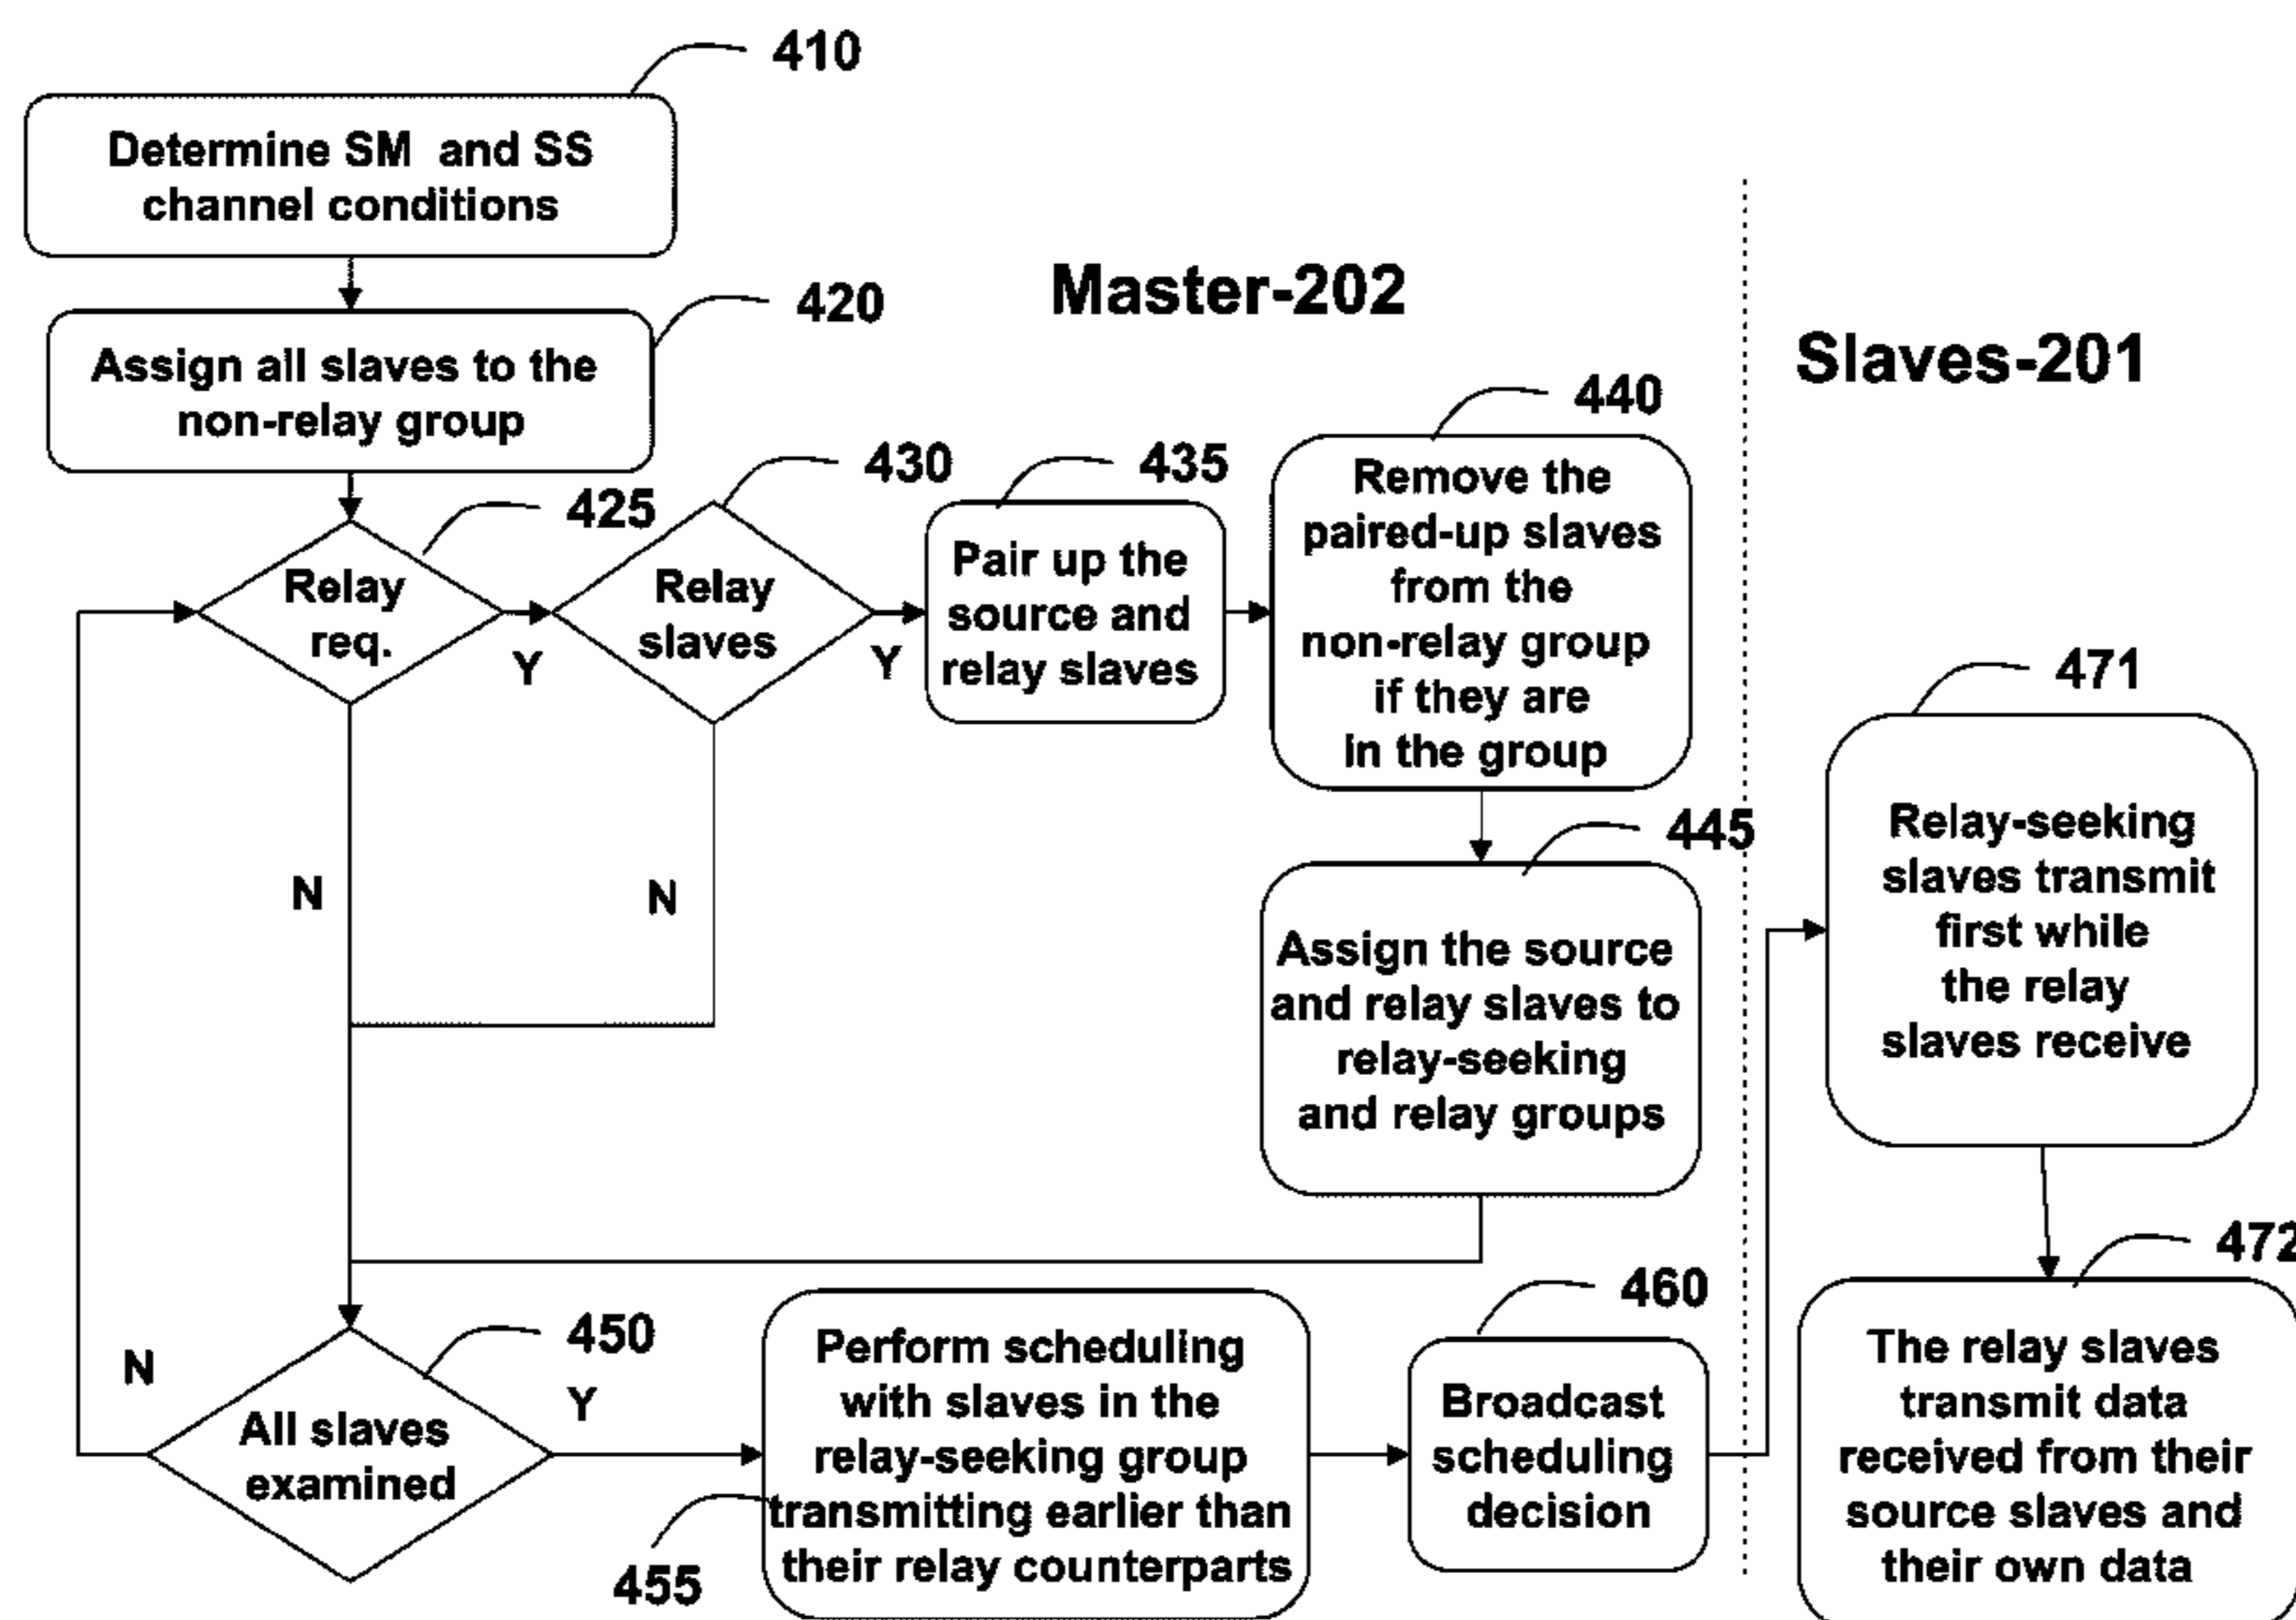 410
Determine SM and SS
channel conditions
Master-202
420
Assign all slaves to the
non-relay group
Slaves-201
425
Relay
req.
Y
N
430
Relay
slaves
Y
N
435
Pair up the
source and
relay slaves
440
Remove the
paired-up slaves
from the
non-relay group
if they are
in the group
445
Assign the source
and relay slaves to
relay-seeking
and relay groups
450
All slaves
examined
N
Y
455
Perform scheduling
with slaves in the
relay-seeking group
transmitting earlier than
their relay counterparts
460
Broadcast
scheduling
decision
471
Relay-seeking
slaves transmit
first while
the relay
slaves receive
472
The relay slaves
transmit data
received from their
source slaves and
their own data